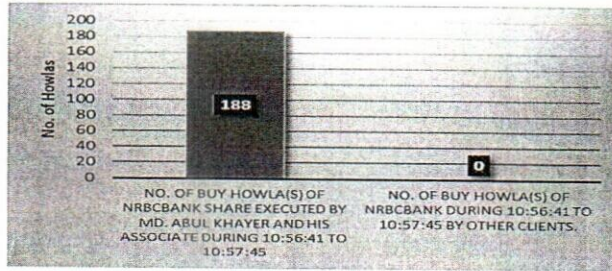 200
180
160
140
120
100
80
60
40
20
0
No. of Howlas
188
0
NO. OF BUY HOWLA(S) OF
NRBCBANK SHARE EXECUTED BY
MD. ABUL KHAYER AND HIS
ASSOCIATE DURING 10:56:41 TO
10:57:45
NO. OF BUY HOWLA(S) OF
NRBCBANK DURING 10:56:41 TO
10:57:45 BY OTHER CLIENTS.